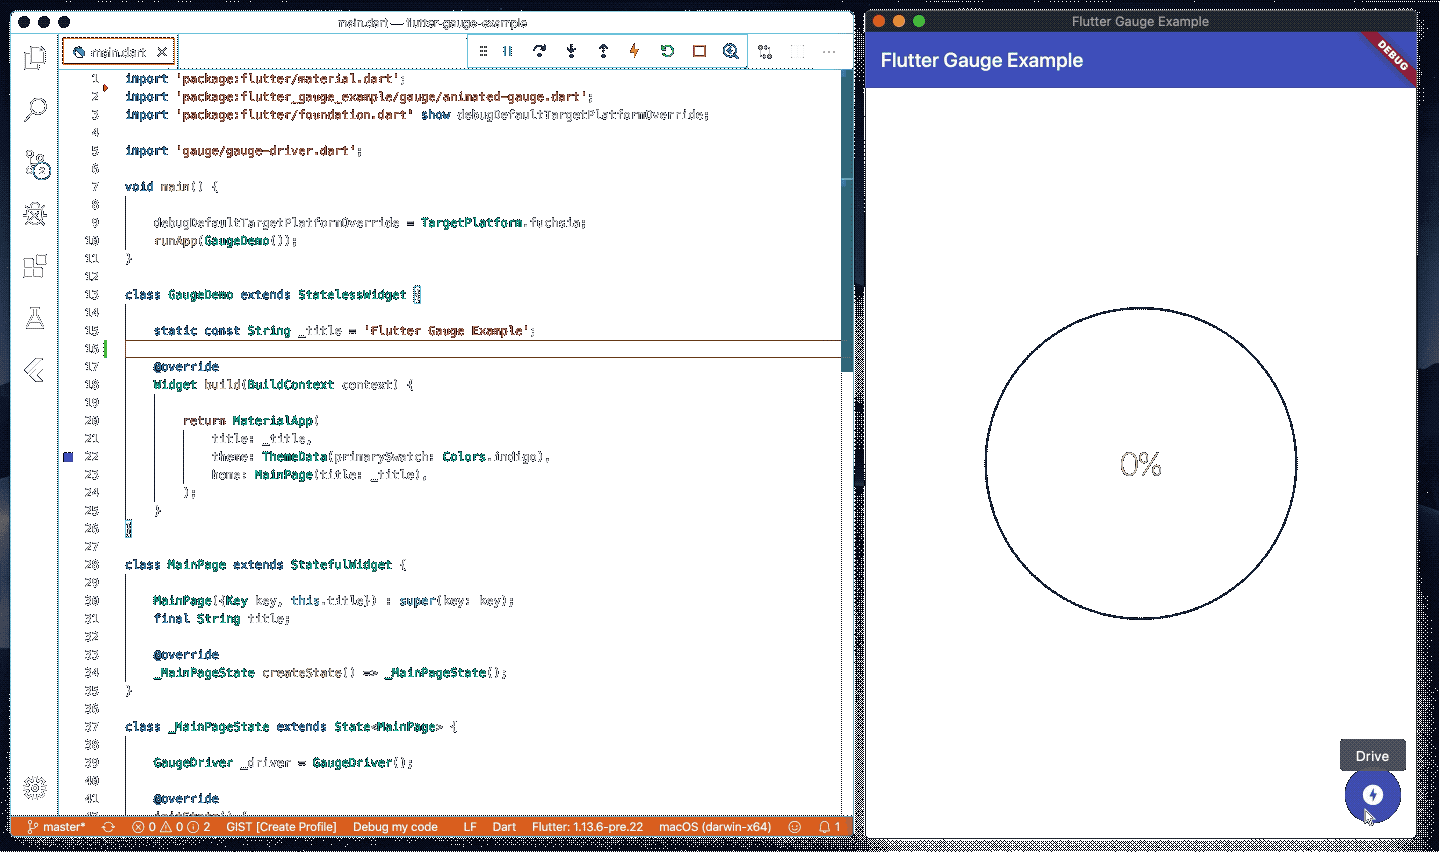 main.dart — flutter-gauge-example
main.dart
1 import 'package:flutter/material.dart';
2 import 'package:flutter_gauge_example/gauge/animated-gauge.dart';
3 import 'package:flutter/foundation.dart' show debugDefaultTargetPlatformOverride;
4
5 import 'gauge/gauge-driver.dart';
6
7 void main() {
8
9 debugDefaultTargetPlatformOverride = TargetPlatform.fuchsia;
10 runApp(GaugeDemo());
11 }
12
13 class GaugeDemo extends StatelessWidget {
14
15 static const String _title = 'Flutter Gauge Example';
16
17 @override
18 Widget build(BuildContext context) {
19
20 return MaterialApp(
21 title: _title,
22 theme: ThemeData(primarySwatch: Colors.indigo),
23 home: MainPage(title: _title),
24 );
25 }
26 }
27
28 class MainPage extends StatefulWidget {
29
30 MainPage({Key key, this.title}) : super(key: key);
31 final String title;
32
33 @override
34 _MainPageState createState() => _MainPageState();
35 }
36
37 class _MainPageState extends State<MainPage> {
38
39 GaugeDriver _driver = GaugeDriver();
40
41 @override
master* 0 0 2 GIST [Create Profile] Debug my code LF Dart Flutter: 1.13.6-pre.22 macOS (darwin-x64) 1
Flutter Gauge Example
Flutter Gauge Example
DEBUG
0%
Drive